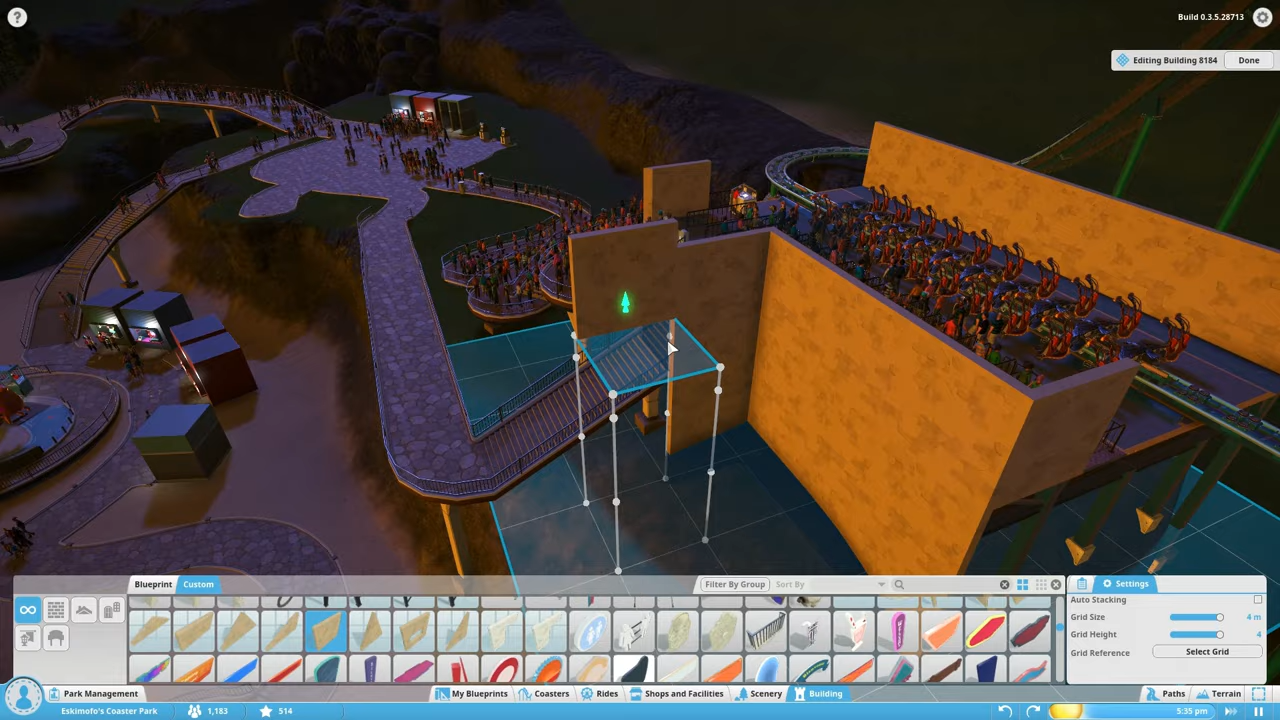 ?
Build 0.3.5.28713
Editing Building 8184
Done
Blueprint
Custom
Filter By Group
Sort By
Settings
Auto Stacking
Grid Size
4 m
Grid Height
4
Grid Reference
Select Grid
Park Management
My Blueprints
Coasters
Rides
Shops and Facilities
Scenery
Building
Paths
Terrain
Eskimofo's Coaster Park
1,183
514
5:35 pm